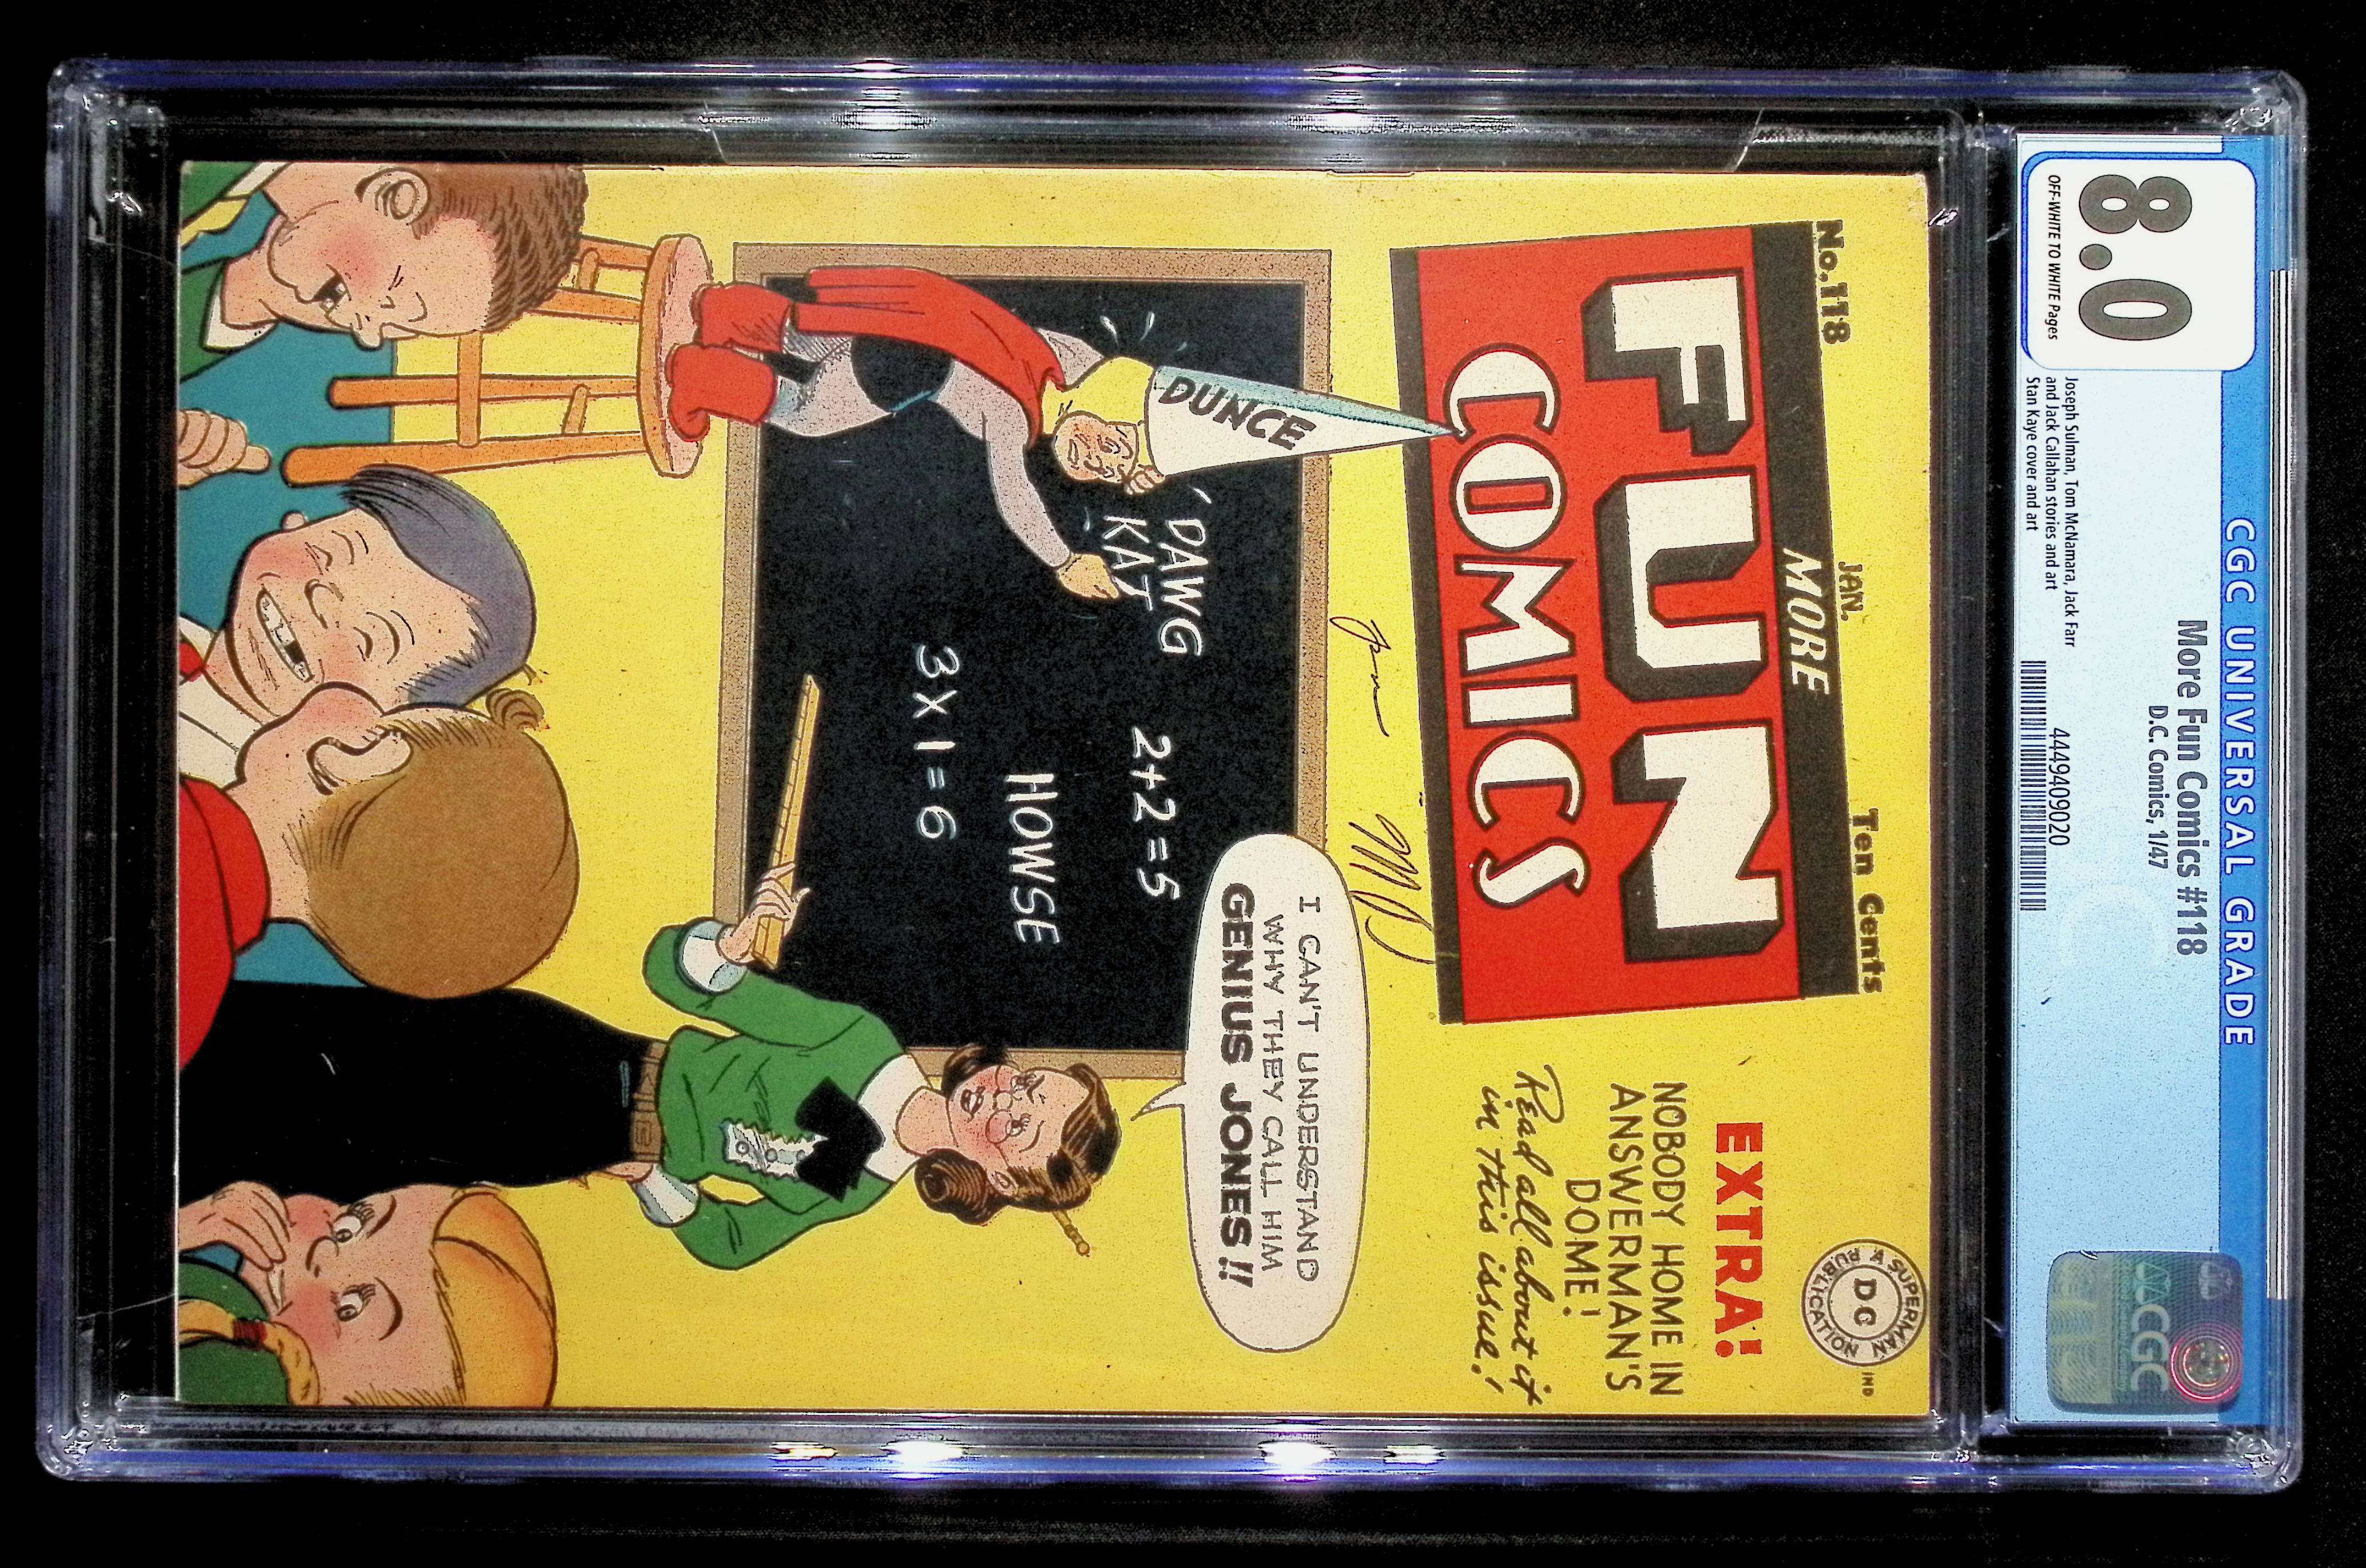 CGC UNIVERSAL GRADE
8.0
OFF-WHITE TO WHITE Pages
More Fun Comics #118
D.C. Comics, 1/47
Joseph Sulman, Tom McNamara, Jack Farr
and Jack Callahan stories and art
Stan Kaye cover and art
4449409020
CGC
No.118
JAN.
Ten Cents
MORE
FUN
COMICS
A SUPERMAN
DC
PUBLICATION
IND
EXTRA!
NOBODY HOME IN
ANSWERMAN'S
DOME!
Read all about it
in this issue!
I CAN'T UNDERSTAND
WHY THEY CALL HIM
GENIUS JONES!!
DUNCE
DAWG
KAT
2+2=5
HOWSE
3X1=6